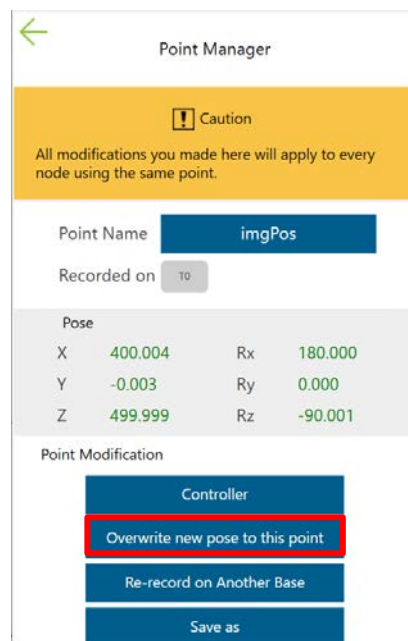 Point Manager
Caution
All modifications you made here will apply to every
node using the same point.
Point Name imgPos
Recorded on T0
Pose
X 400.004 Rx 180.000
Y -0.003 Ry 0.000
Z 499.999 Rz -90.001
Point Modification
Controller
Overwrite new pose to this point
Re-record on Another Base
Save as